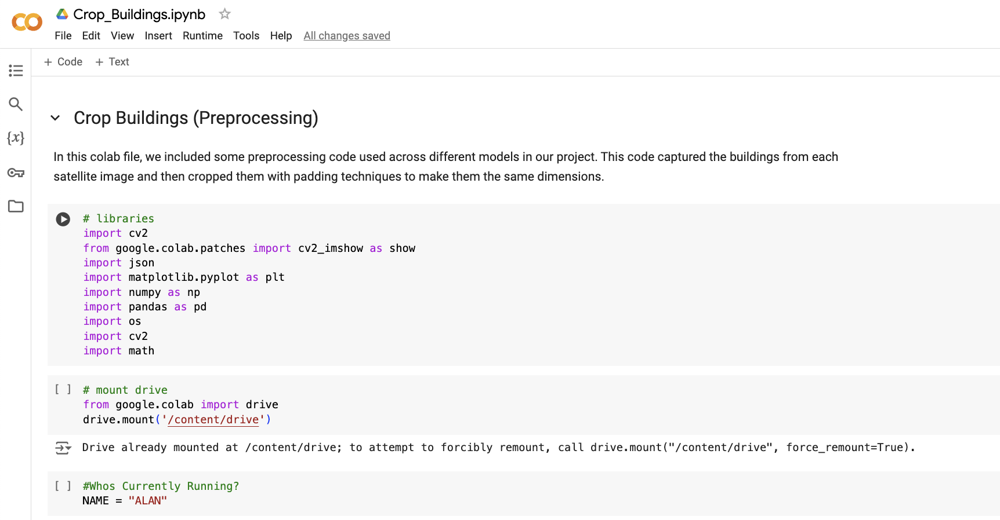 Crop_Buildings.ipynb
File Edit View Insert Runtime Tools Help All changes saved
+ Code + Text
{x}
Crop Buildings (Preprocessing)
In this colab file, we included some preprocessing code used across different models in our project. This code captured the buildings from each
satellite image and then cropped them with padding techniques to make them the same dimensions.
# libraries
import cv2
from google.colab.patches import cv2_imshow as show
import json
import matplotlib.pyplot as plt
import numpy as np
import pandas as pd
import os
import cv2
import math
[ ] # mount drive
from google.colab import drive
drive.mount('/content/drive')
Drive already mounted at /content/drive; to attempt to forcibly remount, call drive.mount("/content/drive", force_remount=True).
[ ] #Whos Currently Running?
NAME = "ALAN"